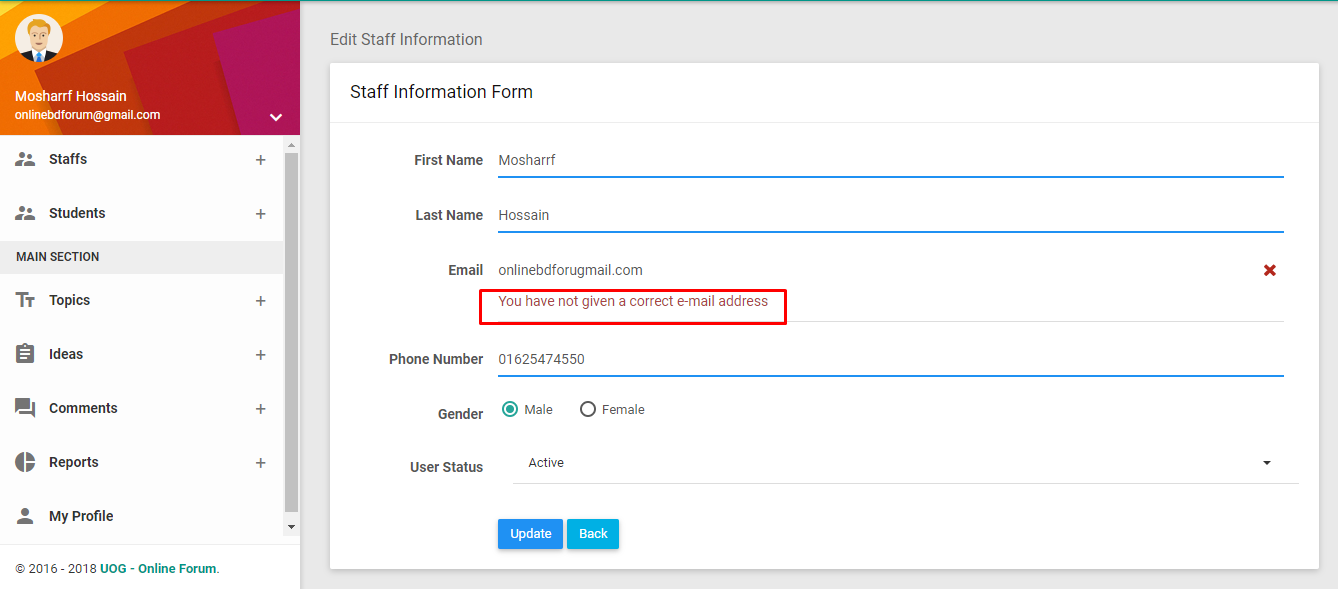 Mosharrf Hossain
onlinebdforum@gmail.com
Staffs
Students
MAIN SECTION
Topics
Ideas
Comments
Reports
My Profile
© 2016 - 2018 UOG - Online Forum.
Edit Staff Information
Staff Information Form
First Name Mosharrf
Last Name Hossain
Email onlinebdforugmail.com
You have not given a correct e-mail address
Phone Number 01625474550
Gender Male Female
User Status Active
Update Back